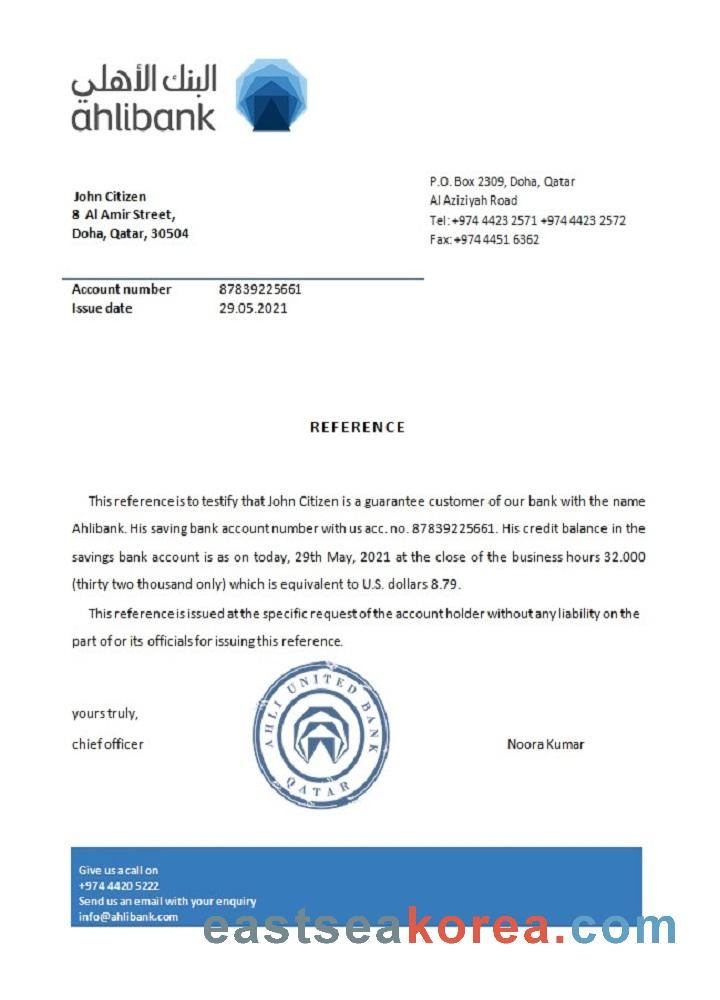 البنك الأهلي
ahlibank
P.O. Box 2309, Doha, Qatar
Al Aziziyah Road
Tel: +974 4423 2571 +974 4423 2572
Fax: +974 4451 6362
John Citizen
8 Al Amir Street,
Doha, Qatar, 30504
Account number 87839225661
Issue date 29.05.2021
REFERENCE
This reference is to testify that John Citizen is a guarantee customer of our bank with the name
Ahlibank. His saving bank account number with us acc. no. 87839225661. His credit balance in the
savings bank account is as on today, 29th May, 2021 at the close of the business hours 32.000
(thirty two thousand only) which is equivalent to U.S. dollars 8.79.
This reference is issued at the specific request of the account holder without any liability on the
part of or its officials for issuing this reference.
yours truly,
chief officer
AHLI UNITED BANK
QATAR
Noora Kumar
Give us a call on
+974 4420 5222
Send us an email with your enquiry
info@ahlibank.com
eastseakorea.com